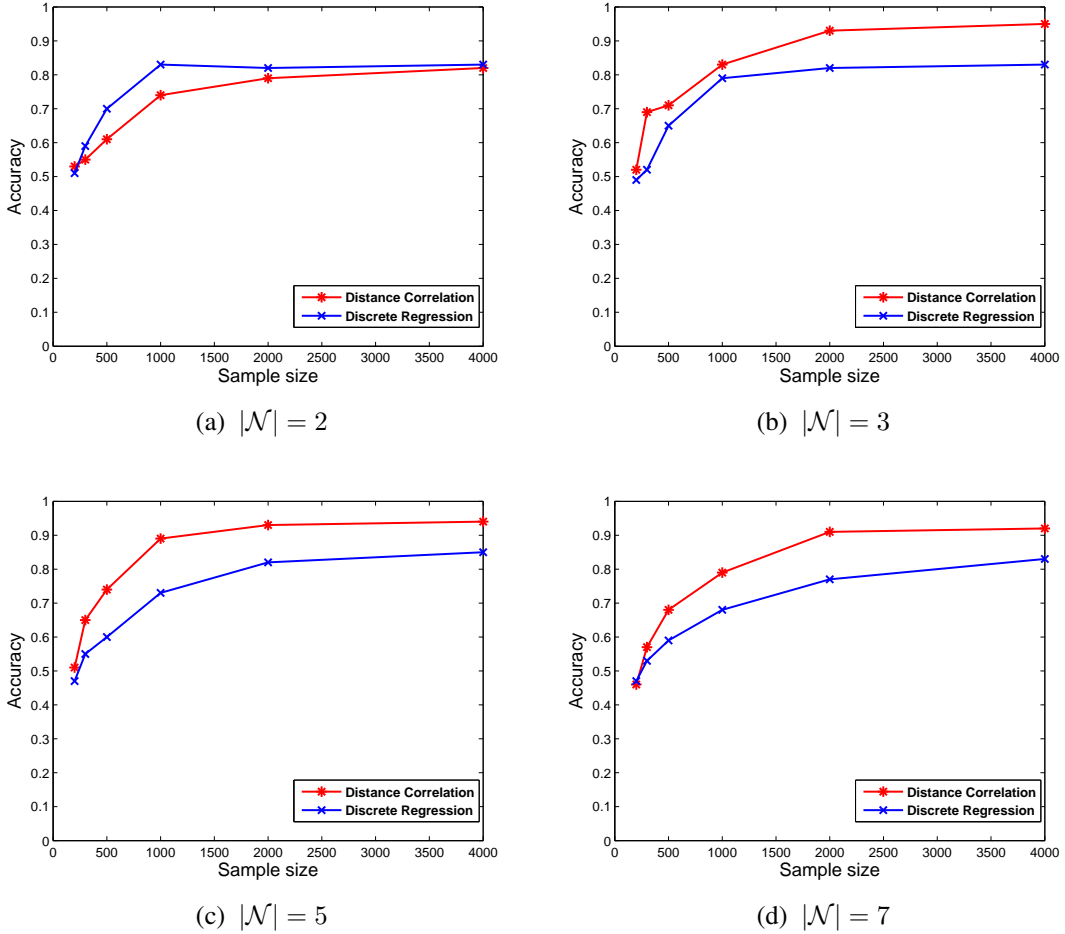 1
0.9
0.8
0.7
0.6
0.5
0.4
0.3
0.2
0.1
0
Accuracy
Distance Correlation
Discrete Regression
0 500 1000 1500 2000 2500 3000 3500 4000
Sample size
(a) |𝒩| = 2
1
0.9
0.8
0.7
0.6
0.5
0.4
0.3
0.2
0.1
0
Accuracy
Distance Correlation
Discrete Regression
0 500 1000 1500 2000 2500 3000 3500 4000
Sample size
(b) |𝒩| = 3
1
0.9
0.8
0.7
0.6
0.5
0.4
0.3
0.2
0.1
0
Accuracy
Distance Correlation
Discrete Regression
0 500 1000 1500 2000 2500 3000 3500 4000
Sample size
(c) |𝒩| = 5
1
0.9
0.8
0.7
0.6
0.5
0.4
0.3
0.2
0.1
0
Accuracy
Distance Correlation
Discrete Regression
0 500 1000 1500 2000 2500 3000 3500 4000
Sample size
(d) |𝒩| = 7